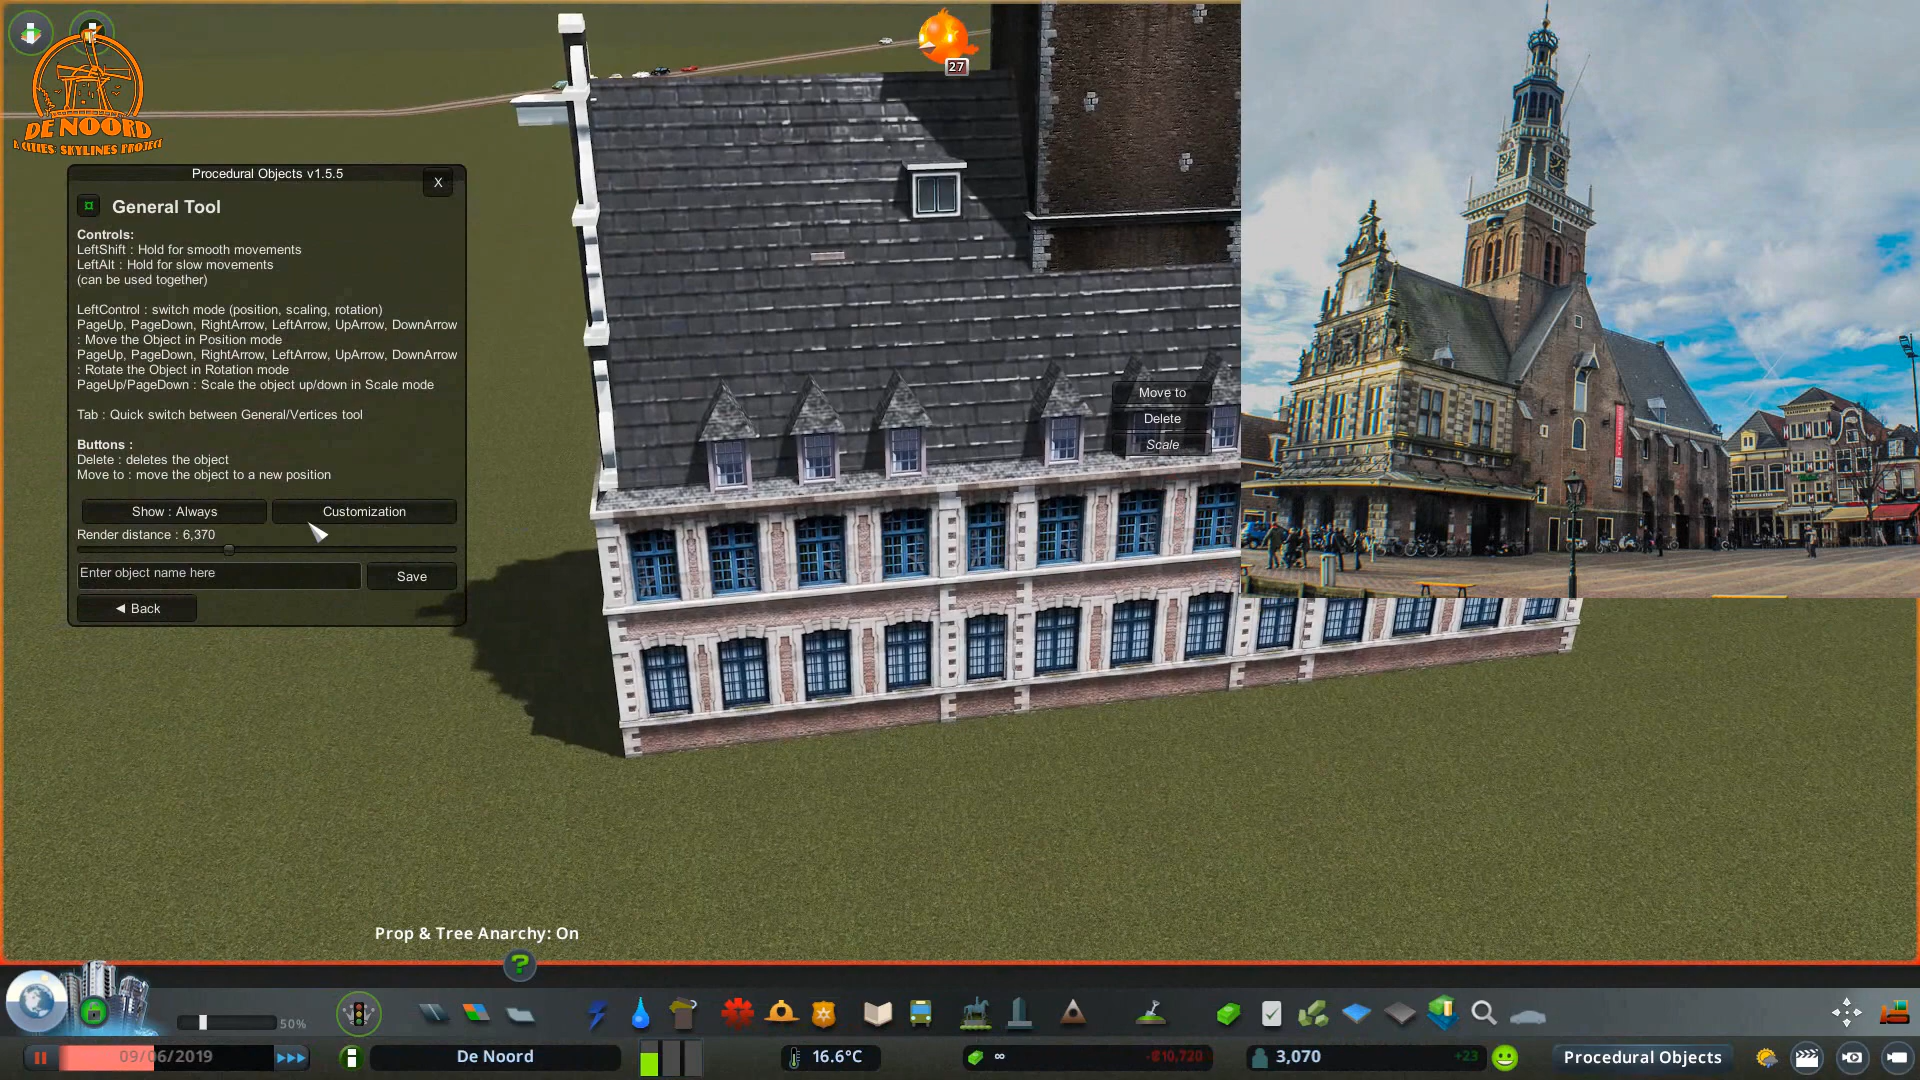 27
DE NOORD
A CITIES: SKYLINES PROJECT
Procedural Objects v1.5.5
X
General Tool
Controls:
LeftShift : Hold for smooth movements
LeftAlt : Hold for slow movements
(can be used together)
LeftControl : switch mode (position, scaling, rotation)
PageUp, PageDown, RightArrow, LeftArrow, UpArrow, DownArrow
: Move the Object in Position mode
PageUp, PageDown, RightArrow, LeftArrow, UpArrow, DownArrow
: Rotate the Object in Rotation mode
PageUp/PageDown : Scale the object up/down in Scale mode
Tab : Quick switch between General/Vertices tool
Buttons :
Delete : deletes the object
Move to : move the object to a new position
Show : Always
Customization
Render distance : 6,370
Enter object name here
Save
◄ Back
Move to
Delete
Scale
Prop & Tree Anarchy: On
?
50%
09/06/2019
De Noord
16.6°C
∞
-₡10,720
3,070
+23
Procedural Objects